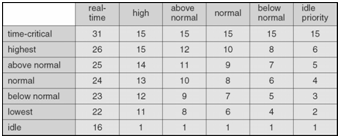 real-time high above normal normal below normal idle priority
time-critical 31 15 15 15 15 15
highest 26 15 12 10 8 6
above normal 25 14 11 9 7 5
normal 24 13 10 8 6 4
below normal 23 12 9 7 5 3
lowest 22 11 8 6 4 2
idle 16 1 1 1 1 1